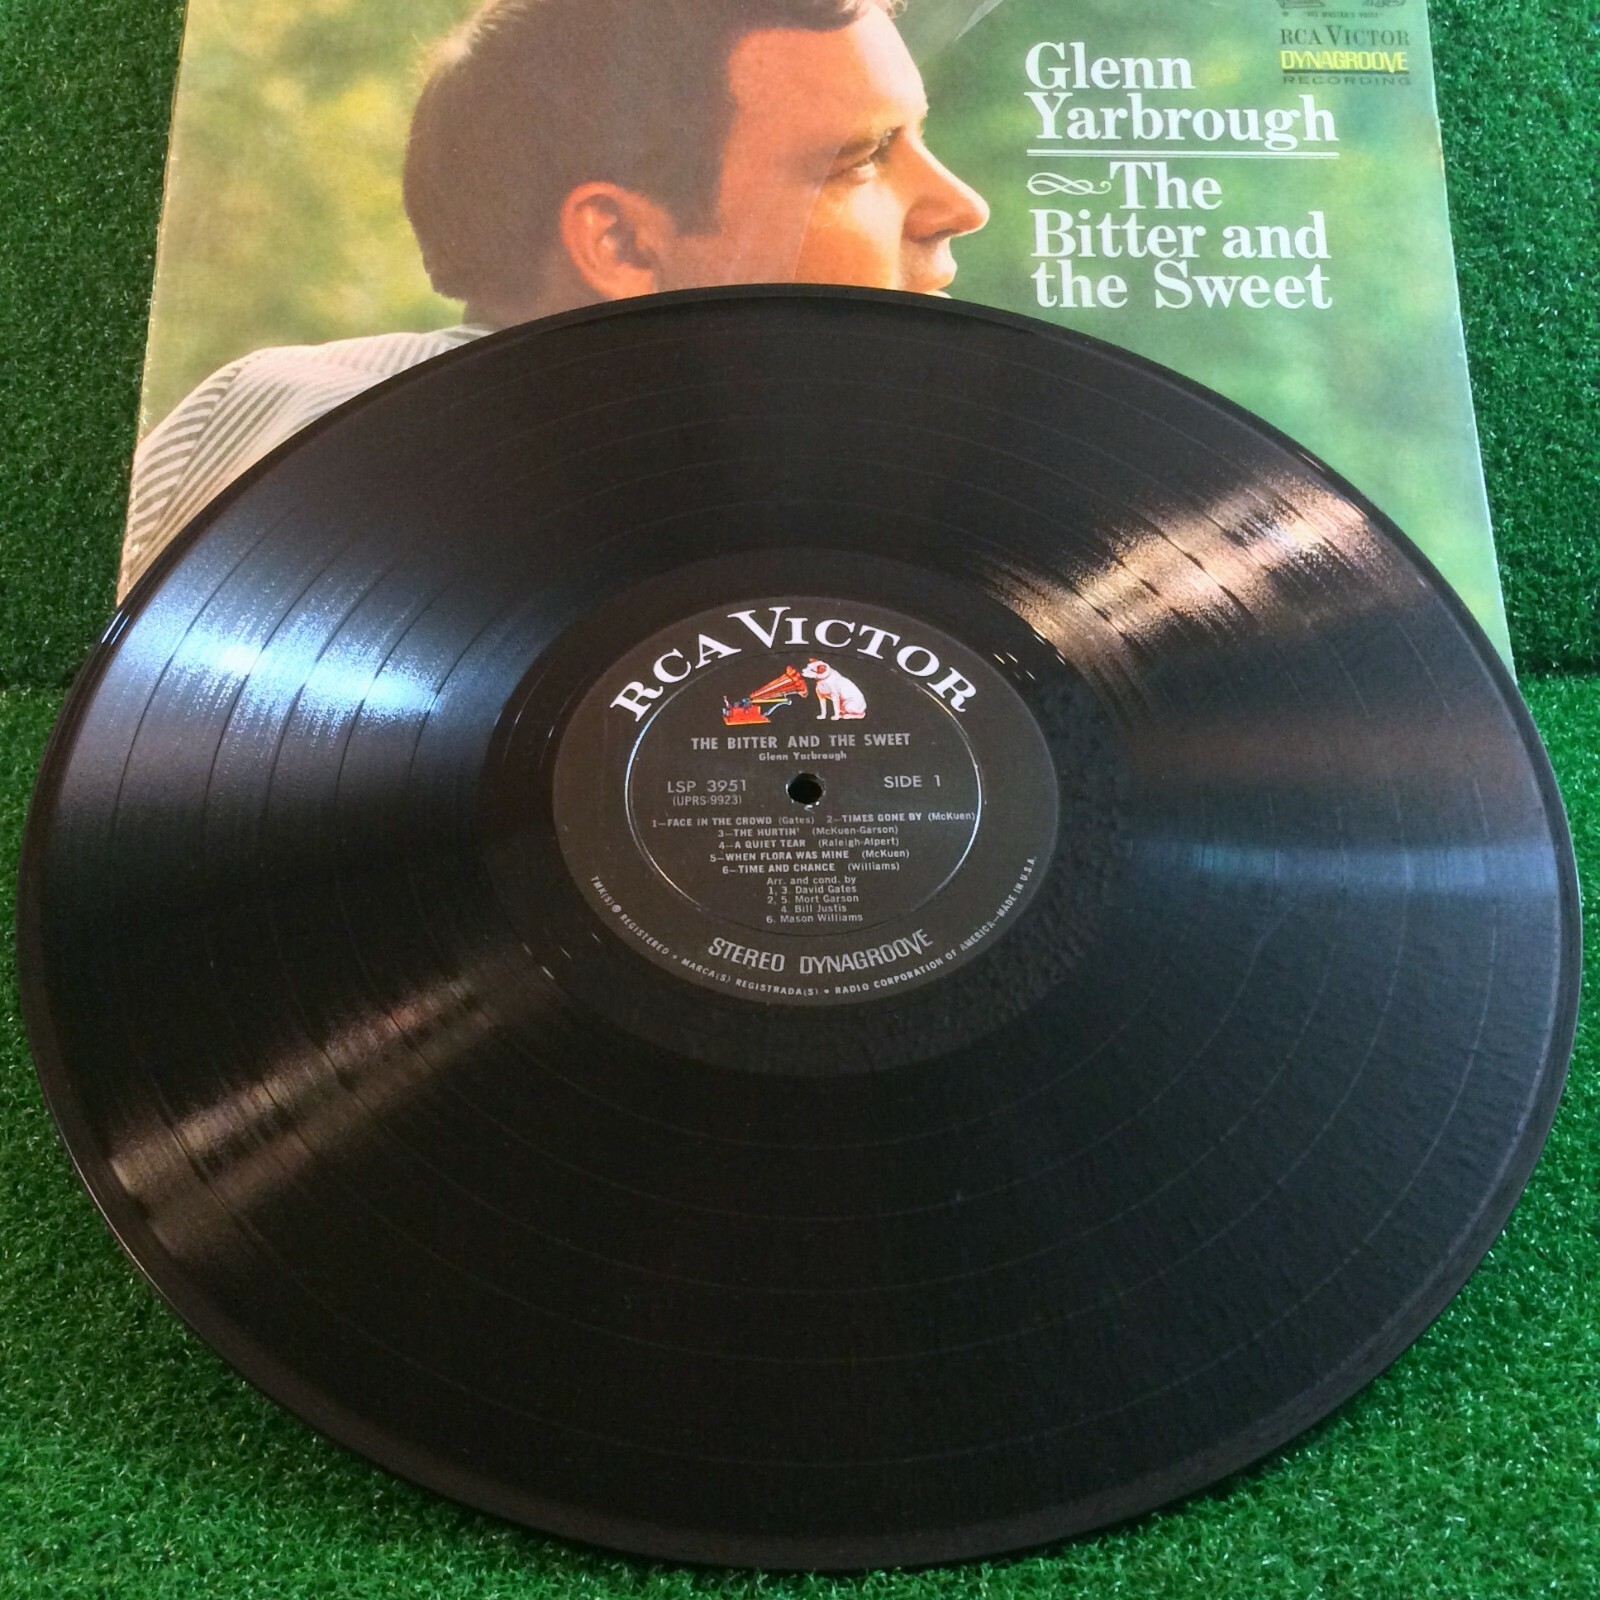 "HIS MASTER'S VOICE"
RCA VICTOR
DYNAGROOVE
RECORDING
Glenn
Yarbrough
The
Bitter and
the Sweet
RCA VICTOR
THE BITTER AND THE SWEET
Glenn Yarbrough
LSP 3951 SIDE 1
(UPRS-9923)
1—FACE IN THE CROWD (Gates) 2—TIMES GONE BY (McKuen)
3—THE HURTIN' (McKuen-Garson)
4—A QUIET TEAR (Raleigh-Alpert)
5—WHEN FLORA WAS MINE (McKuen)
6—TIME AND CHANCE (Williams)
Arr. and cond. by
1, 3. David Gates
2, 5. Mort Garson
4. Bill Justis
6. Mason Williams
STEREO DYNAGROOVE
TMK(S) ® REGISTERED • MARCA(S) REGISTRADA(S) • RADIO CORPORATION OF AMERICA—MADE IN U.S.A.